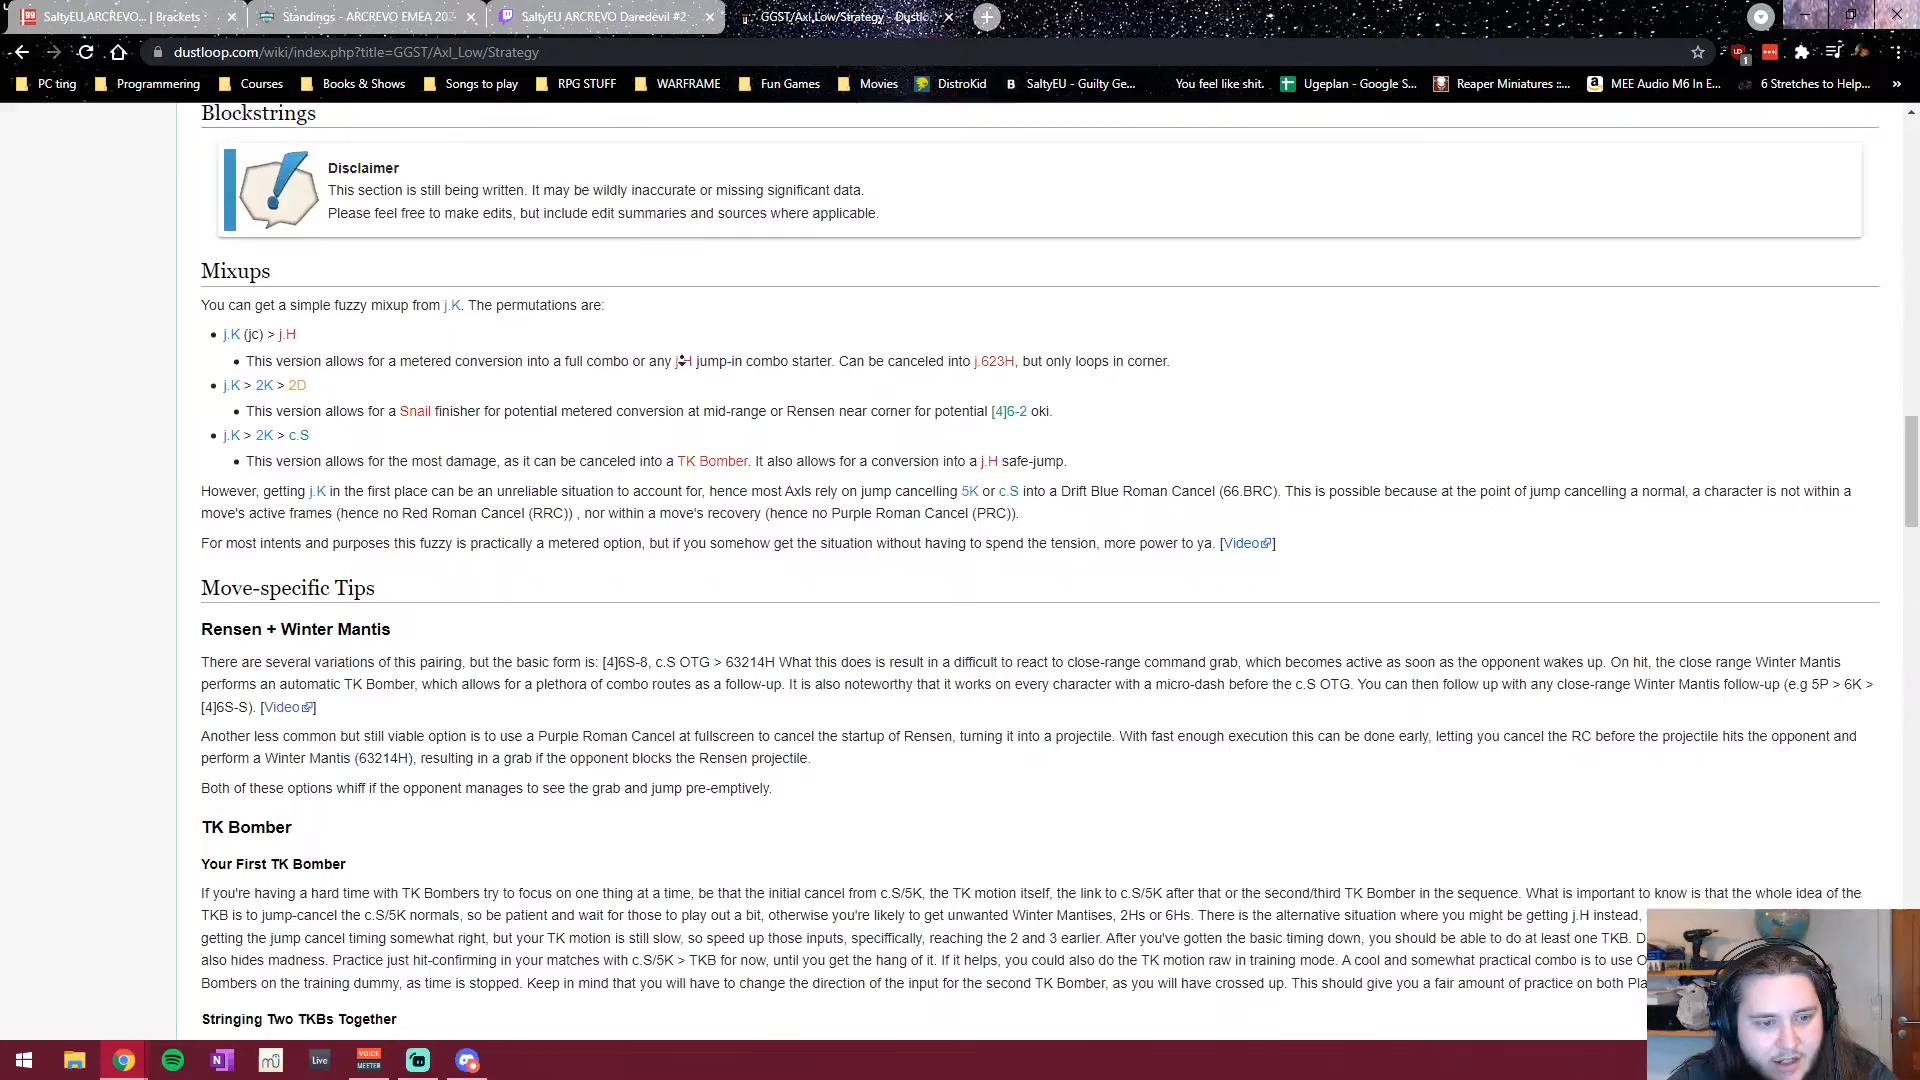 SaltyEU ARCREVO... | Brackets
Standings - ARCREVO EMEA 202
SaltyEU ARCREVO Daredevil #2
GGST/Axl Low/Strategy - Dustlo
dustloop.com/wiki/index.php?title=GGST/Axl_Low/Strategy
PC ting
Programming
Courses
Books & Shows
Songs to play
RPG STUFF
WARFRAME
Fun Games
Movies
DistroKid
SaltyEU - Guilty Ge...
You feel like shit.
Ugeplan - Google S...
Reaper Miniatures ::...
MEE Audio M6 In E...
6 Stretches to Help...
Blockstrings
Disclaimer
This section is still being written. It may be wildly inaccurate or missing significant data.
Please feel free to make edits, but include edit summaries and sources where applicable.
Mixups
You can get a simple fuzzy mixup from j.K. The permutations are:
j.K (jc) > j.H
This version allows for a metered conversion into a full combo or any j.H jump-in combo starter. Can be canceled into j.623H, but only loops in corner.
j.K > 2K > 2D
This version allows for a Snail finisher for potential metered conversion at mid-range or Rensen near corner for potential [4]6-2 oki.
j.K > 2K > c.S
This version allows for the most damage, as it can be canceled into a TK Bomber. It also allows for a conversion into a j.H safe-jump.
However, getting j.K in the first place can be an unreliable situation to account for, hence most Axls rely on jump cancelling 5K or c.S into a Drift Blue Roman Cancel (66.BRC). This is possible because at the point of jump cancelling a normal, a character is not within a
move's active frames (hence no Red Roman Cancel (RRC)) , nor within a move's recovery (hence no Purple Roman Cancel (PRC)).
For most intents and purposes this fuzzy is practically a metered option, but if you somehow get the situation without having to spend the tension, more power to ya. [Video]
Move-specific Tips
Rensen + Winter Mantis
There are several variations of this pairing, but the basic form is: [4]6S-8, c.S OTG > 63214H What this does is result in a difficult to react to close-range command grab, which becomes active as soon as the opponent wakes up. On hit, the close range Winter Mantis
performs an automatic TK Bomber, which allows for a plethora of combo routes as a follow-up. It is also noteworthy that it works on every character with a micro-dash before the c.S OTG. You can then follow up with any close-range Winter Mantis follow-up (e.g 5P > 6K >
[4]6S-S). [Video]
Another less common but still viable option is to use a Purple Roman Cancel at fullscreen to cancel the startup of Rensen, turning it into a projectile. With fast enough execution this can be done early, letting you cancel the RC before the projectile hits the opponent and
perform a Winter Mantis (63214H), resulting in a grab if the opponent blocks the Rensen projectile.
Both of these options whiff if the opponent manages to see the grab and jump pre-emptively.
TK Bomber
Your First TK Bomber
If you're having a hard time with TK Bombers try to focus on one thing at a time, be that the initial cancel from c.S/5K, the TK motion itself, the link to c.S/5K after that or the second/third TK Bomber in the sequence. What is important to know is that the whole idea of the
TKB is to jump-cancel the c.S/5K normals, so be patient and wait for those to play out a bit, otherwise you're likely to get unwanted Winter Mantises, 2Hs or 6Hs. There is the alternative situation where you might be getting j.H instead,
getting the jump cancel timing somewhat right, but your TK motion is still slow, so speed up those inputs, speciffically, reaching the 2 and 3 earlier. After you've gotten the basic timing down, you should be able to do at least one TKB. D
also hides madness. Practice just hit-confirming in your matches with c.S/5K > TKB for now, until you get the hang of it. If it helps, you could also do the TK motion raw in training mode. A cool and somewhat practical combo is to use O
Bombers on the training dummy, as time is stopped. Keep in mind that you will have to change the direction of the input for the second TK Bomber, as you will have crossed up. This should give you a fair amount of practice on both Pla
Stringing Two TKBs Together
Live
VOICE
MEETER